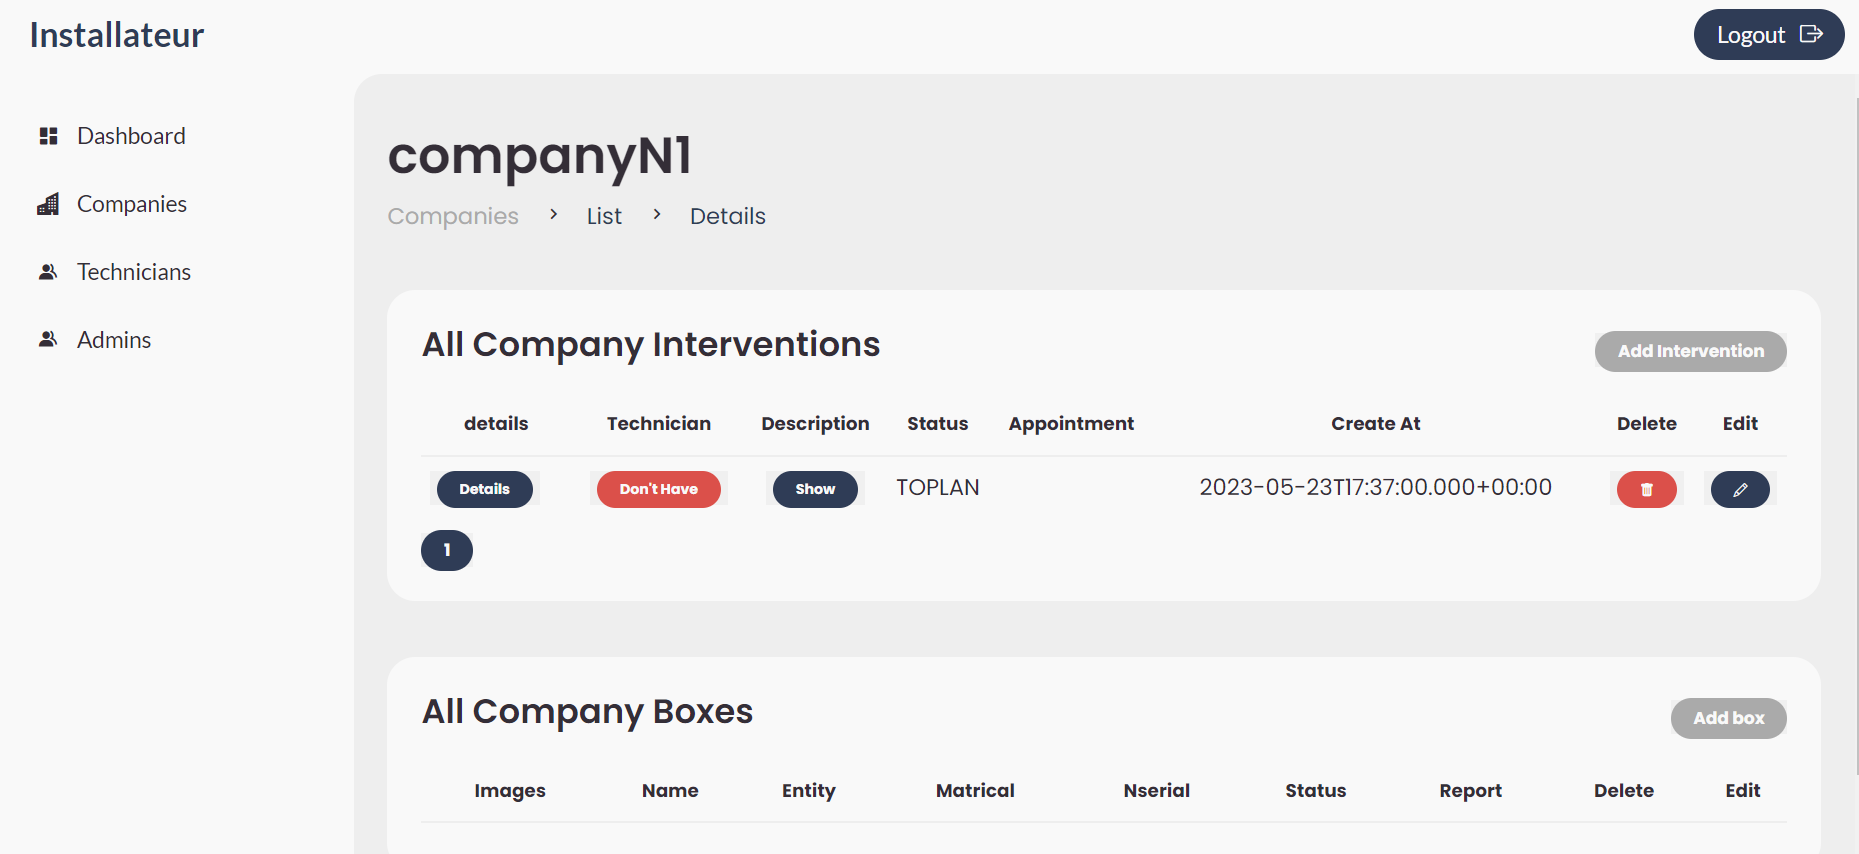 Installateur
Logout
Dashboard
Companies
Technicians
Admins
companyN1
Companies > List > Details
All Company Interventions
Add Intervention
details Technician Description Status Appointment Create At Delete Edit
Details Don't Have Show TOPLAN 2023-05-23T17:37:00.000+00:00
1
All Company Boxes
Add box
Images Name Entity Matrical Nserial Status Report Delete Edit